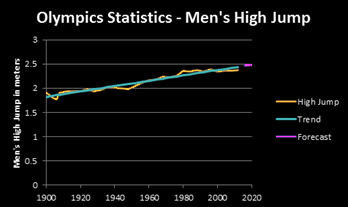 Olympics Statistics - Men's High Jump
Men's High Jump in meters
3
2.5
2
1.5
1
0.5
0
1900 1920 1940 1960 1980 2000 2020
High Jump
Trend
Forecast